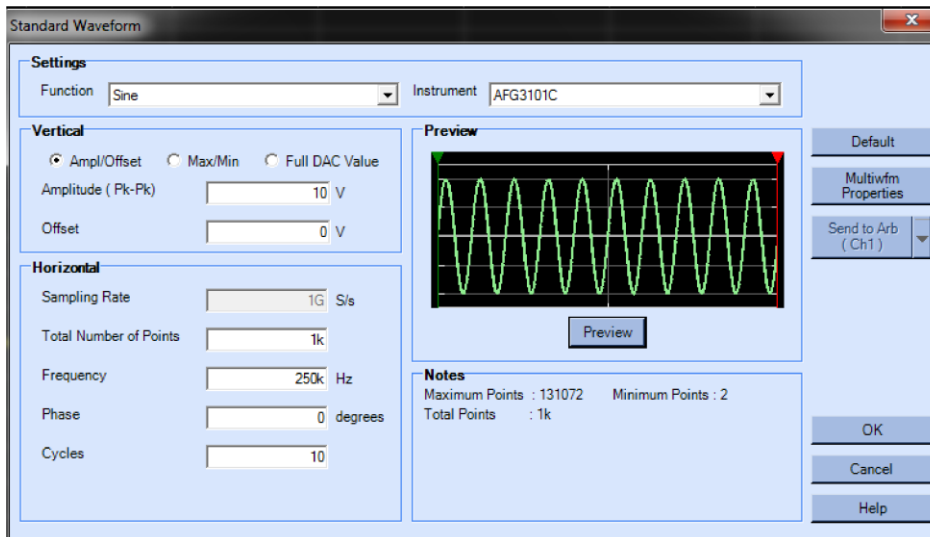 Standard Waveform
Settings
Function Sine Instrument AFG3101C
Vertical
Ampl/Offset Max/Min Full DAC Value
Amplitude ( Pk-Pk) 10 V
Offset 0 V
Horizontal
Sampling Rate 1G S/s
Total Number of Points 1k
Frequency 250k Hz
Phase 0 degrees
Cycles 10
Preview
Preview
Notes
Maximum Points : 131072 Minimum Points : 2
Total Points : 1k
Default
Multiwfm
Properties
Send to Arb
( Ch1 )
OK
Cancel
Help